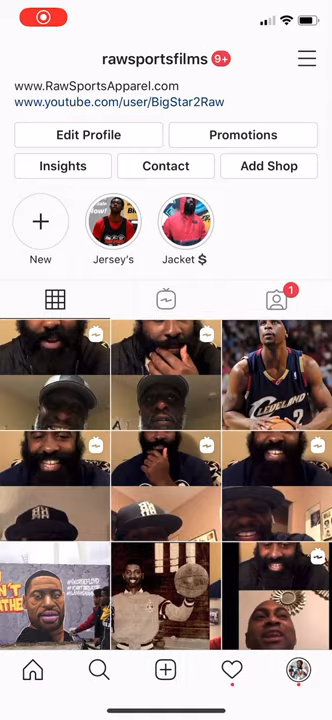 rawsportsfilms 9+
www.RawSportsApparel.com
www.youtube.com/user/BigStar2Raw
Edit Profile
Promotions
Insights
Contact
Add Shop
New
Jersey's
Jacket $
1
CLEVELAND
2